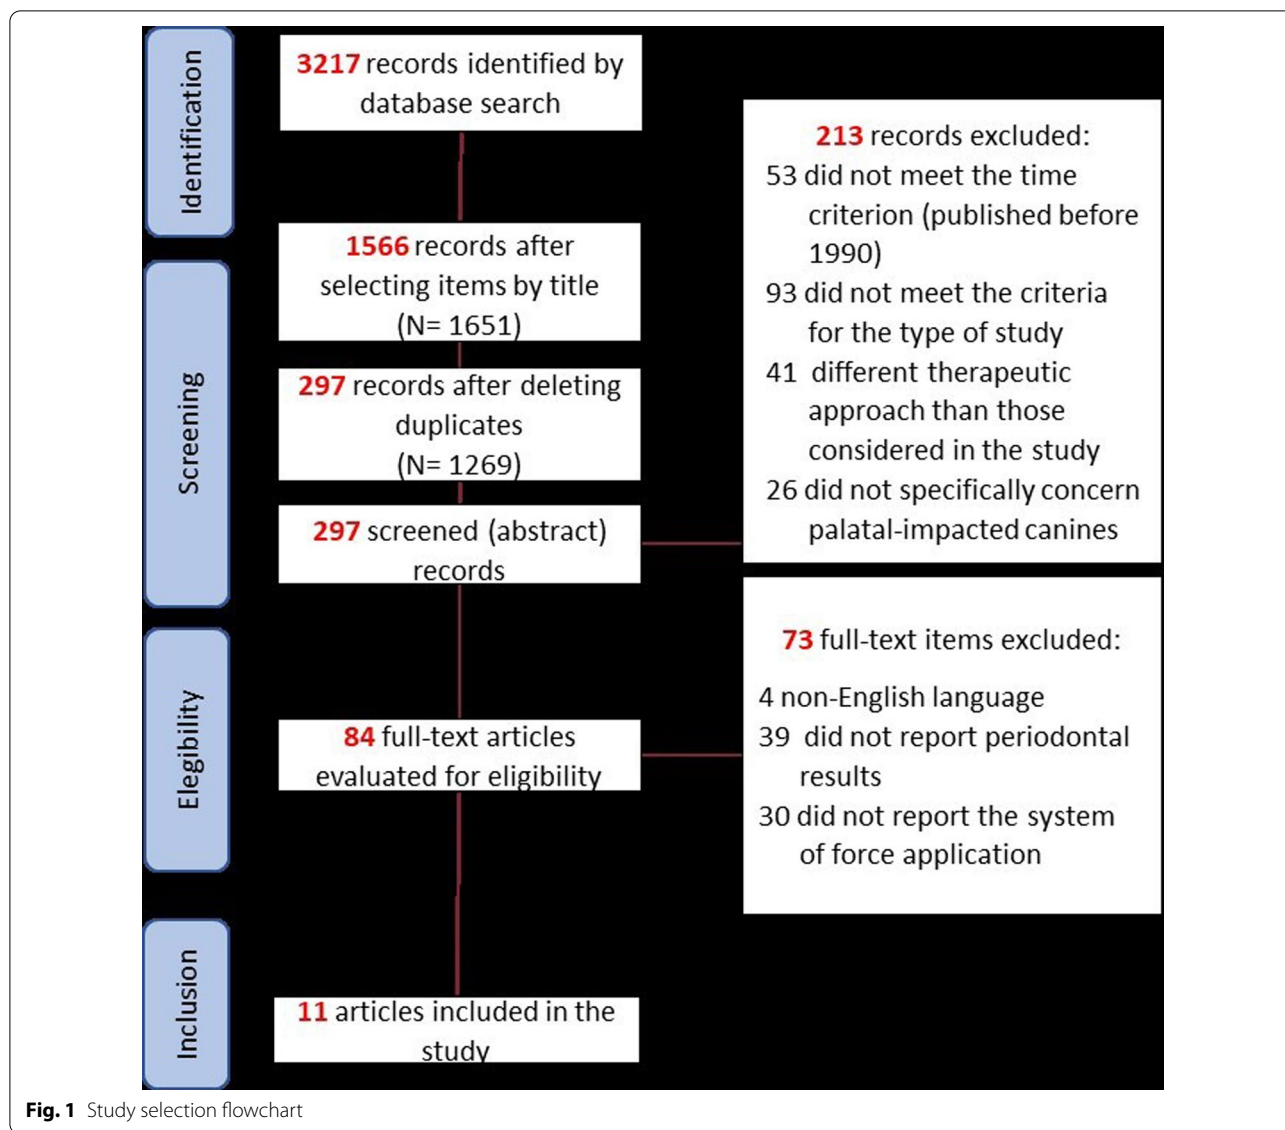 Identification
3217 records identified by
database search
1566 records after
selecting items by title
(N= 1651)
Screening
297 records after deleting
duplicates
(N= 1269)
297 screened (abstract)
records
213 records excluded:
53 did not meet the time
criterion (published before
1990)
93 did not meet the criteria
for the type of study
41 different therapeutic
approach than those
considered in the study
26 did not specifically concern
palatal-impacted canines
Elegibility
84 full-text articles
evaluated for eligibility
73 full-text items excluded:
4 non-English language
39 did not report periodontal
results
30 did not report the system
of force application
Inclusion
11 articles included in the
study
Fig. 1 Study selection flowchart